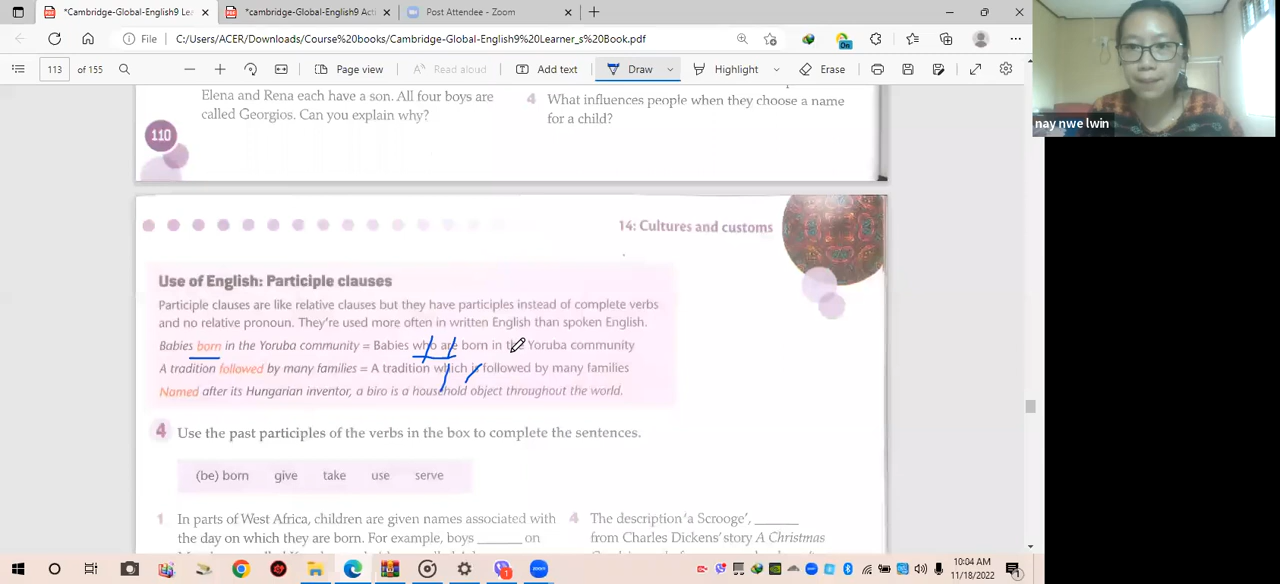 *Cambridge-Global-English9 Le
*cambridge-Global-English9 Acti
Post Attendee - Zoom
File
C:/Users/ACER/Downloads/Course%20books/Cambridge-Global-English9%20Learner_s%20Book.pdf
113 of 155
Page view
Read aloud
Add text
Draw
Highlight
Erase
On
nay nwe lwin
Elena and Rena each have a son. All four boys are
called Georgios. Can you explain why?
4 What influences people when they choose a name
for a child?
110
14: Cultures and customs
Use of English: Participle clauses
Participle clauses are like relative clauses but they have participles instead of complete verbs
and no relative pronoun. They're used more often in written English than spoken English.
Babies born in the Yoruba community = Babies who are born in the Yoruba community
A tradition followed by many families = A tradition which is followed by many families
Named after its Hungarian inventor, a biro is a household object throughout the world.
4 Use the past participles of the verbs in the box to complete the sentences.
(be) born give take use serve
1 In parts of West Africa, children are given names associated with
the day on which they are born. For example, boys ______ on
4 The description 'a Scrooge', ______
from Charles Dickens' story A Christmas
10:04 AM
11/18/2022